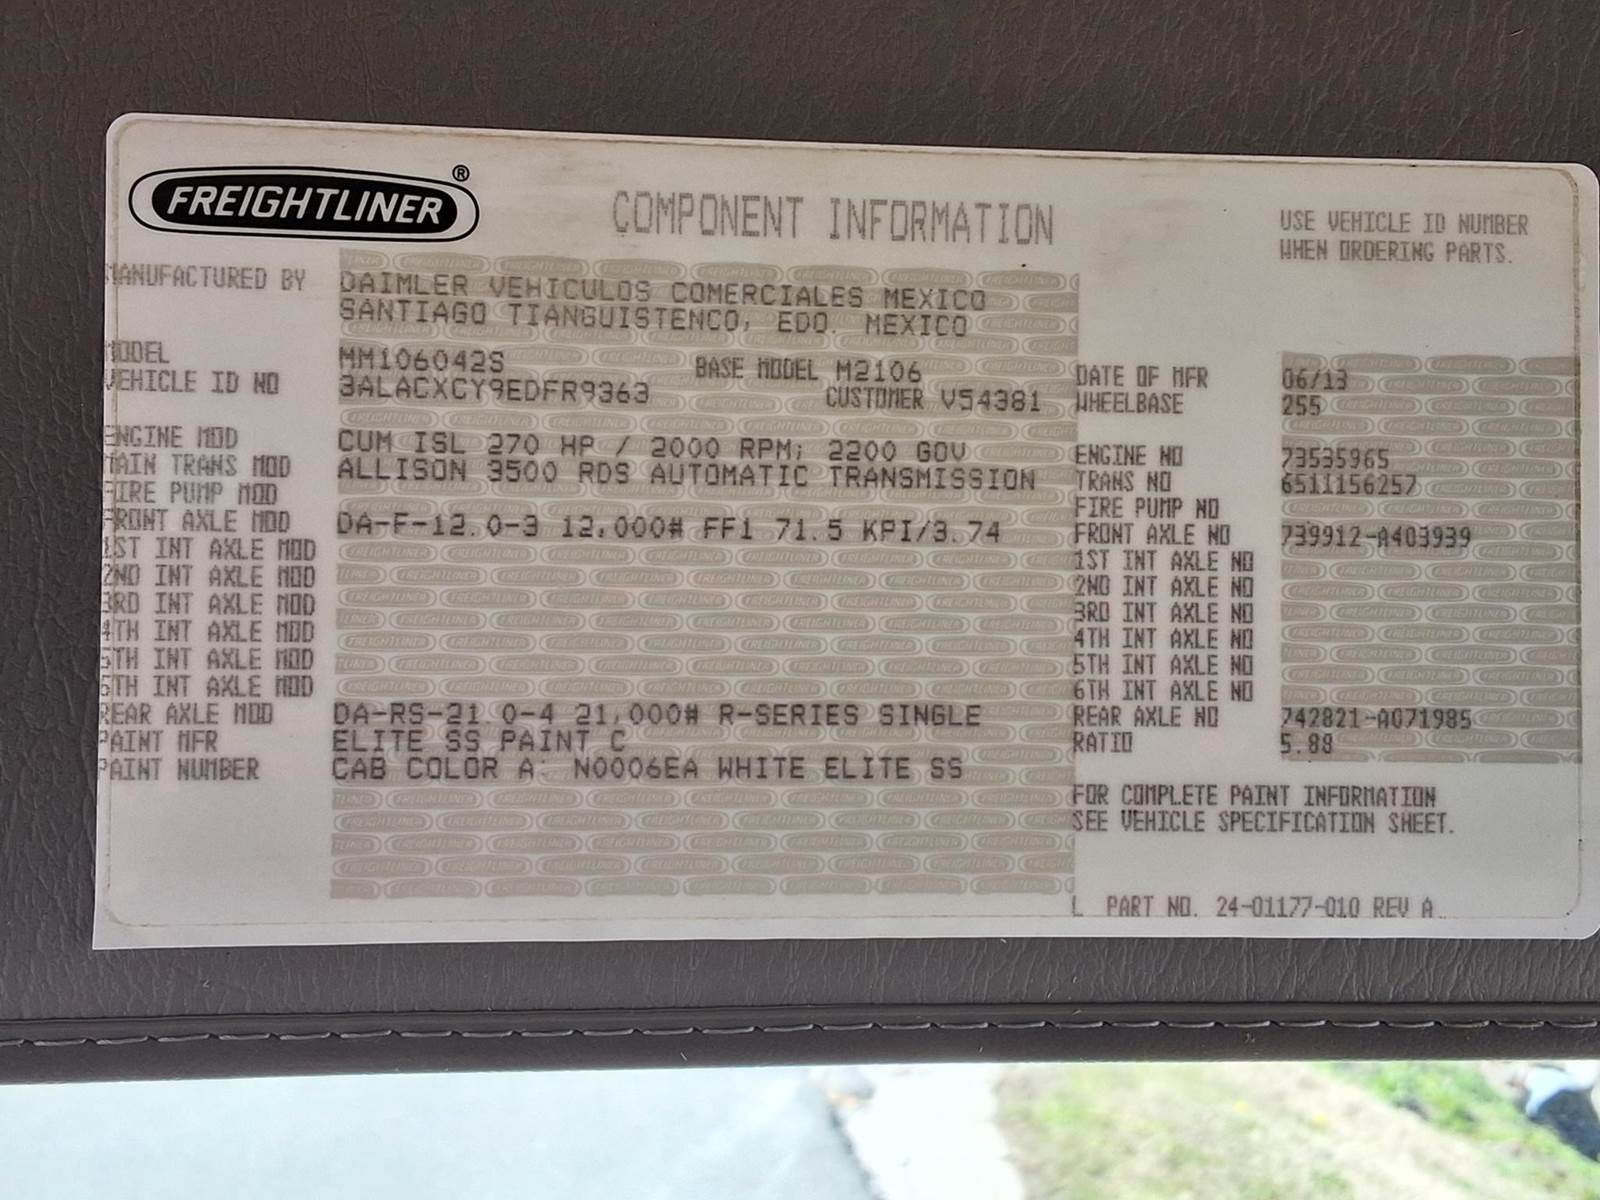 FREIGHTLINER ®
COMPONENT INFORMATION
USE VEHICLE ID NUMBER
WHEN ORDERING PARTS.
MANUFACTURED BY DAIMLER VEHICULOS COMERCIALES MEXICO
SANTIAGO TIANGUISTENCO, EDO. MEXICO
MODEL MM106042S BASE MODEL M2106
DATE OF MFR 06/13
VEHICLE ID NO 3ALACXCY9EDFR9363 CUSTOMER V54381
WHEELBASE 255
ENGINE MOD CUM ISL 270 HP / 2000 RPM; 2200 GOV
ENGINE NO 73535965
MAIN TRANS MOD ALLISON 3500 RDS AUTOMATIC TRANSMISSION
TRANS NO 6511156257
FIRE PUMP MOD
FIRE PUMP NO
FRONT AXLE MOD DA-F-12.0-3 12,000# FF1 71.5 KPI/3.74
FRONT AXLE NO 739912-A403939
1ST INT AXLE MOD
1ST INT AXLE NO
2ND INT AXLE MOD
2ND INT AXLE NO
3RD INT AXLE MOD
3RD INT AXLE NO
4TH INT AXLE MOD
4TH INT AXLE NO
5TH INT AXLE MOD
5TH INT AXLE NO
6TH INT AXLE MOD
6TH INT AXLE NO
REAR AXLE MOD DA-RS-21.0-4 21,000# R-SERIES SINGLE
REAR AXLE NO 742821-A071985
PAINT MFR ELITE SS PAINT C
RATIO
PAINT NUMBER CAB COLOR A: N0006EA WHITE ELITE SS
FOR COMPLETE PAINT INFORMATION
SEE VEHICLE SPECIFICATION SHEET.
L PART NO. 24-01177-010 REV A